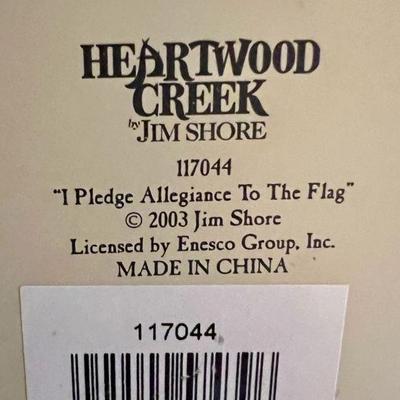 HEARTWOOD
CREEK
by JIM SHORE
117044
"I Pledge Allegiance To The Flag"
© 2003 Jim Shore
Licensed by Enesco Group, Inc.
MADE IN CHINA
117044